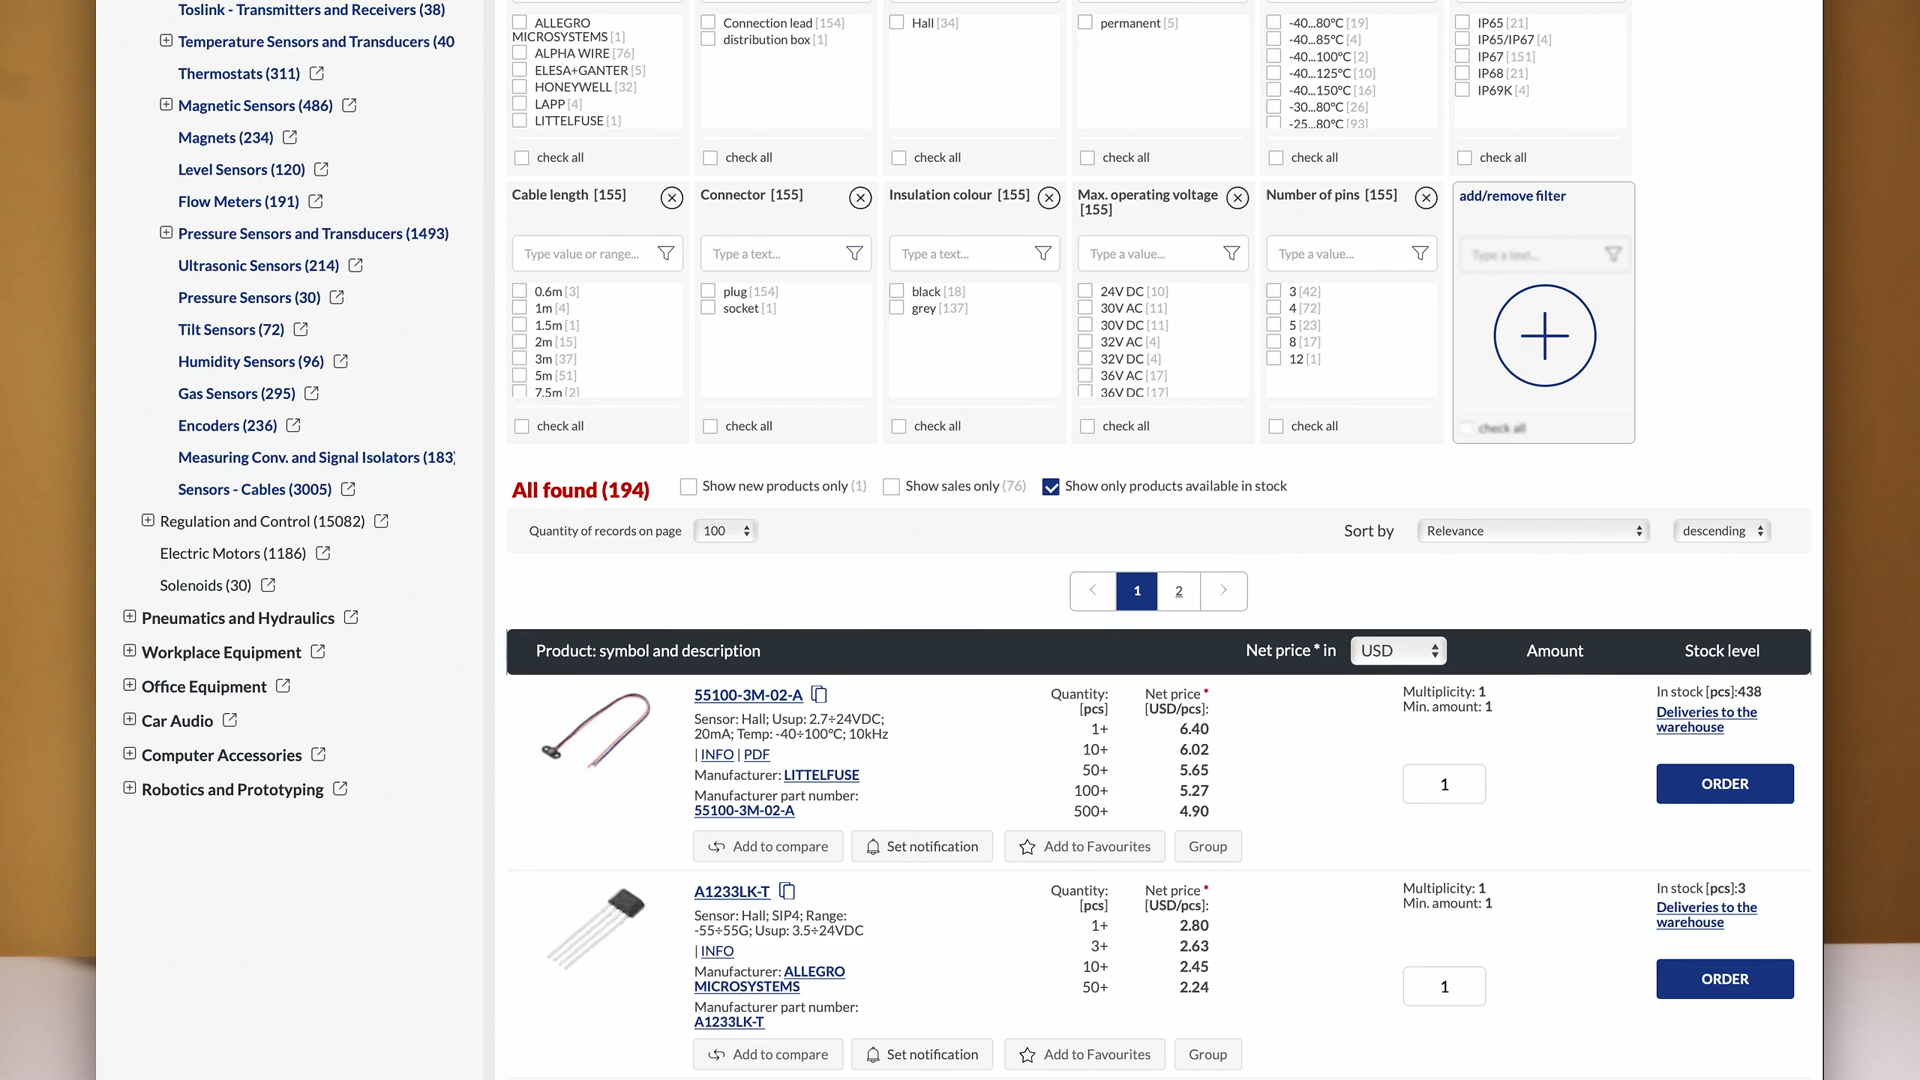 Toslink - Transmitters and Receivers (38)
Temperature Sensors and Transducers (40
Thermostats (311)
Magnetic Sensors (486)
Magnets (234)
Level Sensors (120)
Flow Meters (191)
Pressure Sensors and Transducers (1493)
Ultrasonic Sensors (214)
Pressure Sensors (30)
Tilt Sensors (72)
Humidity Sensors (96)
Gas Sensors (295)
Encoders (236)
Measuring Conv. and Signal Isolators (183)
Sensors - Cables (3005)
Regulation and Control (15082)
Electric Motors (1186)
Solenoids (30)
Pneumatics and Hydraulics
Workplace Equipment
Office Equipment
Car Audio
Computer Accessories
Robotics and Prototyping
ALLEGRO
MICROSYSTEMS [1]
ALPHA WIRE [76]
ELESA+GANTER [5]
HONEYWELL [32]
LAPP [4]
LITTELFUSE [1]
check all
Connection lead [154]
distribution box [1]
check all
Hall [34]
check all
permanent [5]
check all
-40...80°C [19]
-40...85°C [4]
-40...100°C [2]
-40...125°C [10]
-40...150°C [16]
-30...80°C [26]
-25...80°C [93]
check all
IP65 [21]
IP65/IP67 [4]
IP67 [151]
IP68 [21]
IP69K [4]
check all
Cable length [155]
Type value or range...
0.6m [3]
1m [4]
1.5m [1]
2m [15]
3m [37]
5m [51]
7.5m [2]
check all
Connector [155]
Type a text...
plug [154]
socket [1]
check all
Insulation colour [155]
Type a text...
black [18]
grey [137]
check all
Max. operating voltage
[155]
Type a value...
24V DC [10]
30V AC [11]
30V DC [11]
32V AC [4]
32V DC [4]
36V AC [17]
36V DC [17]
check all
Number of pins [155]
Type a value...
3 [42]
4 [72]
5 [23]
8 [17]
12 [1]
check all
add/remove filter
Type a text...
check all
All found (194) Show new products only (1) Show sales only (76) Show only products available in stock
Quantity of records on page 100 Sort by Relevance descending
1 2
Product: symbol and description Net price * in USD Amount Stock level
55100-3M-02-A
Sensor: Hall; Usup: 2.7÷24VDC;
20mA; Temp: -40÷100°C; 10kHz
| INFO | PDF
Manufacturer: LITTELFUSE
Manufacturer part number:
55100-3M-02-A
Quantity: Net price *
[pcs] [USD/pcs]:
1+ 6.40
10+ 6.02
50+ 5.65
100+ 5.27
500+ 4.90
Multiplicity: 1
Min. amount: 1
1
In stock [pcs]:438
Deliveries to the
warehouse
ORDER
Add to compare Set notification Add to Favourites Group
A1233LK-T
Sensor: Hall; SIP4; Range:
-55÷55G; Usup: 3.5÷24VDC
| INFO
Manufacturer: ALLEGRO
MICROSYSTEMS
Manufacturer part number:
A1233LK-T
Quantity: Net price *
[pcs] [USD/pcs]:
1+ 2.80
3+ 2.63
10+ 2.45
50+ 2.24
Multiplicity: 1
Min. amount: 1
1
In stock [pcs]:3
Deliveries to the
warehouse
ORDER
Add to compare Set notification Add to Favourites Group